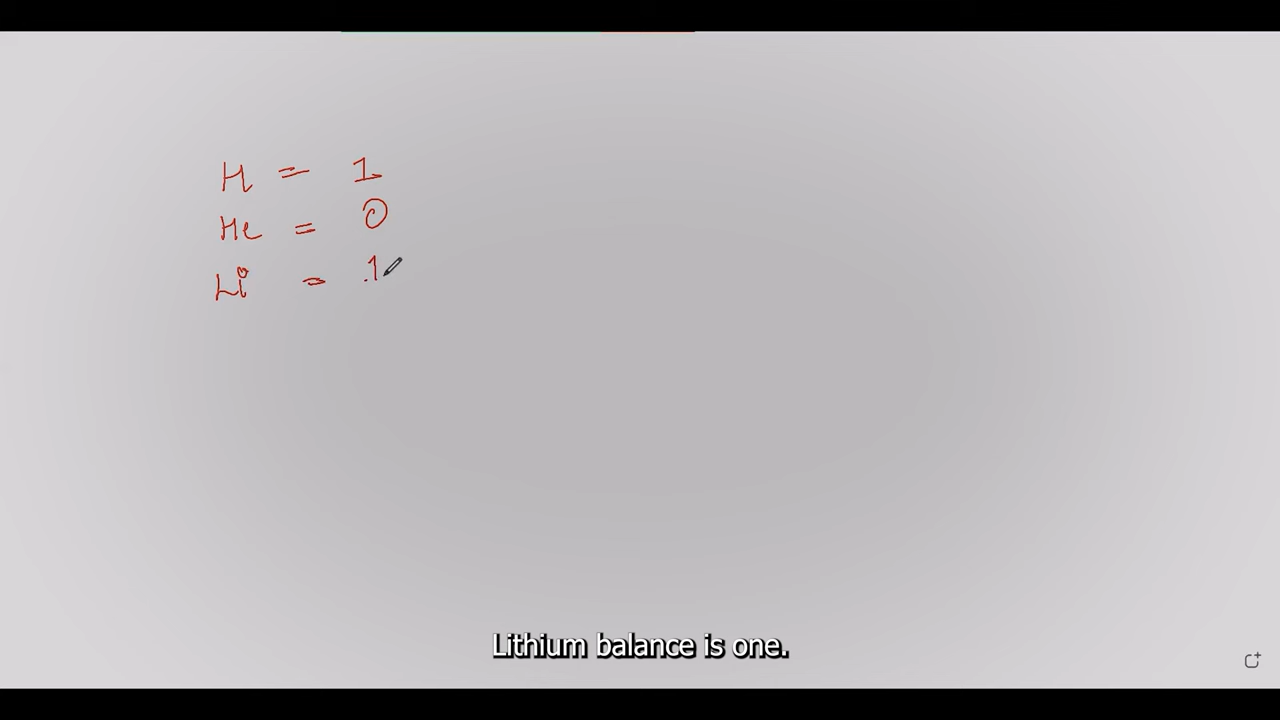 H = 1
He = 0
Li = 1
Lithium balance is one.